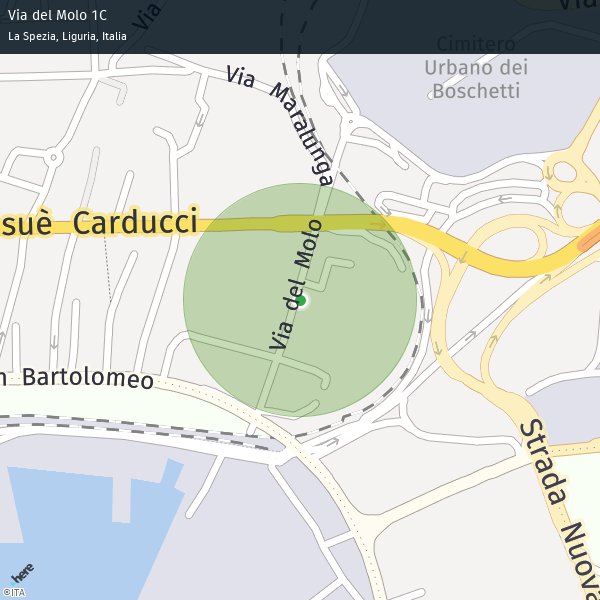 Via del Molo 1C
La Spezia, Liguria, Italia
Via
Via
Cimitero
Urbano dei
Boschetti
Via Maralunga
suè Carducci
Via del Molo
n Bartolomeo
Strada Nuova
here
©ITA